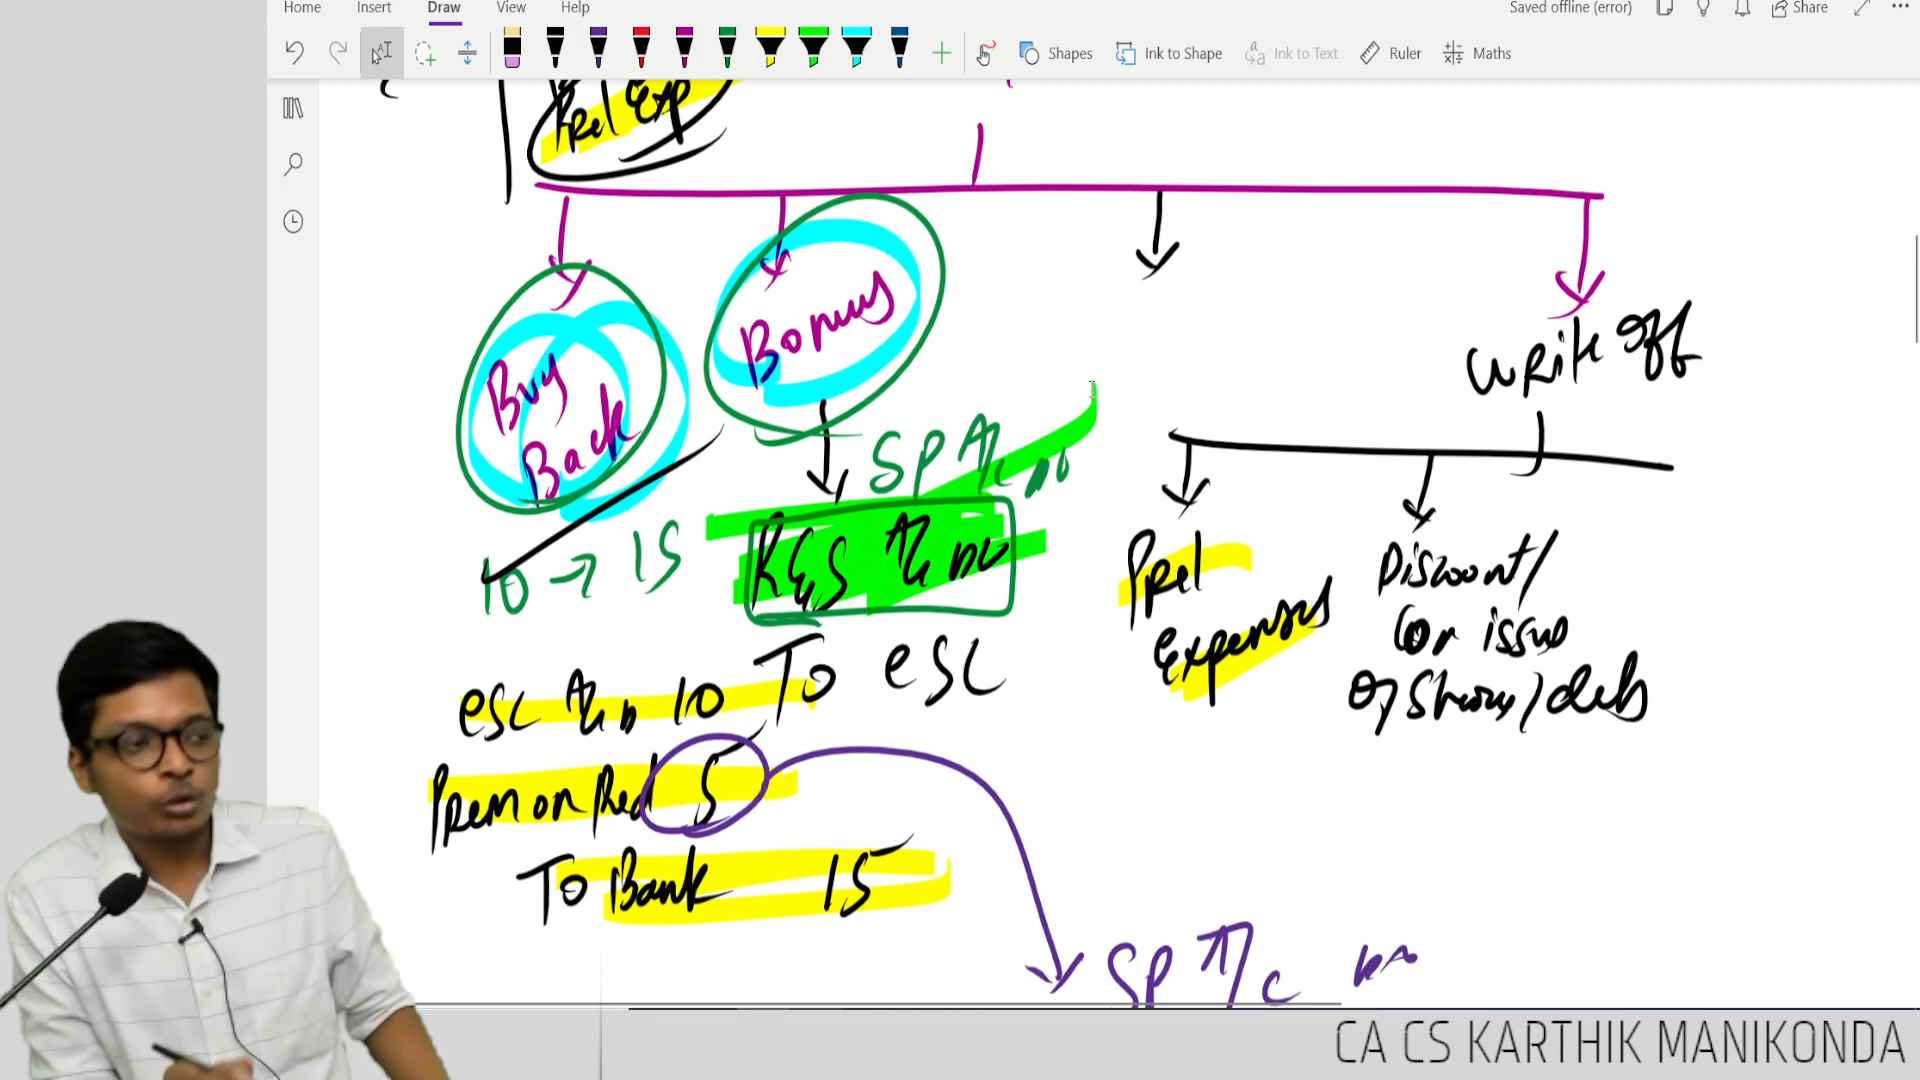 Home Insert Draw View Help Saved offline (error) Share
Shapes Ink to Shape Ink to Text Ruler Maths
Prel Exp
Buy Back
Bonus
Write Off
SP A/c
10 → 15
R&S A/c
To esc
Prel Expenses
Discount/
on issue
of shares/deb
esc A/c 10
Prem on Red 5
To Bank 15
SP A/c
CA CS KARTHIK MANIKONDA